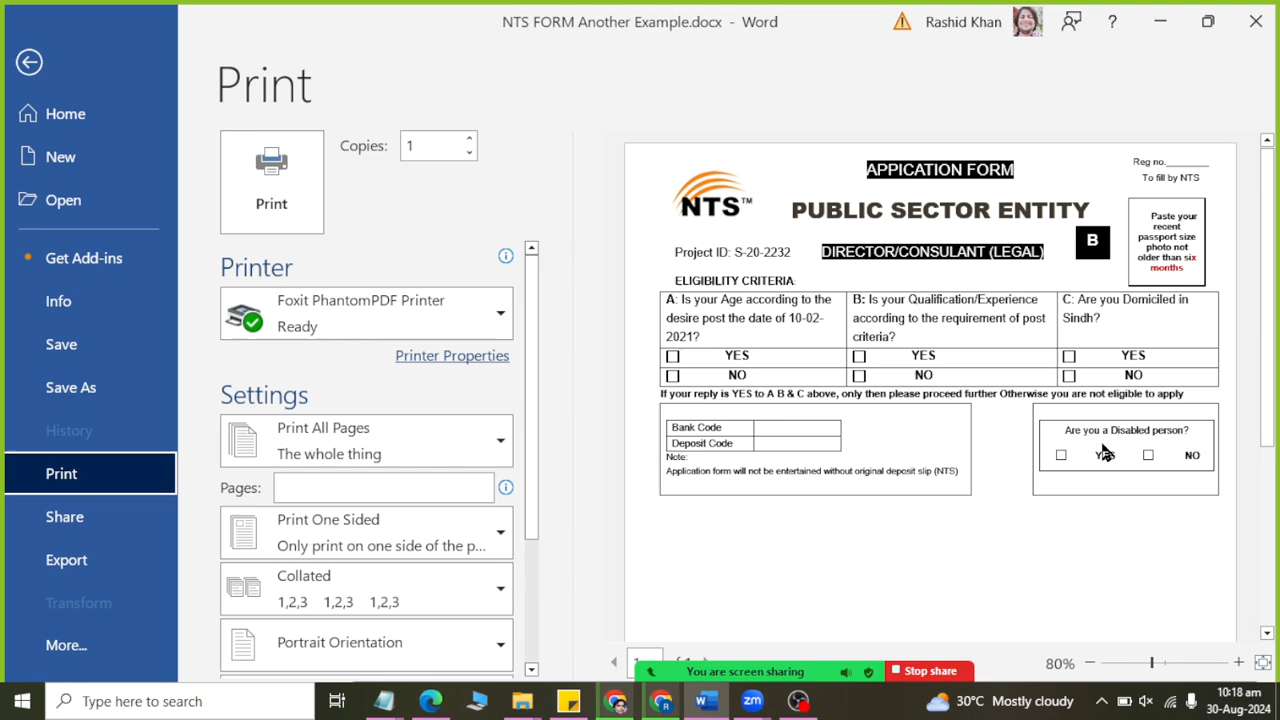 NTS FORM Another Example.docx - Word
Rashid Khan
?
Print
Home
New
Open
Get Add-ins
Info
Save
Save As
History
Print
Share
Export
Transform
More...
Print
Copies: 1
Printer
Foxit PhantomPDF Printer
Ready
Printer Properties
Settings
Print All Pages
The whole thing
Pages:
Print One Sided
Only print on one side of the p...
Collated
1,2,3 1,2,3 1,2,3
Portrait Orientation
APPICATION FORM
Reg no.________
To fill by NTS
NTS™
PUBLIC SECTOR ENTITY
Paste your
recent
passport size
photo not
older than six
months
B
Project ID: S-20-2232
DIRECTOR/CONSULANT (LEGAL)
ELIGIBILITY CRITERIA:
A: Is your Age according to the
desire post the date of 10-02-
2021?
B: Is your Qualification/Experience
according to the requirement of post
criteria?
C: Are you Domiciled in
Sindh?
YES YES YES
NO NO NO
If your reply is YES to A B & C above, only then please proceed further Otherwise you are not eligible to apply
Bank Code
Deposit Code
Note:
Application form will not be entertained without original deposit slip (NTS)
Are you a Disabled person?
YES NO
80%
You are screen sharing
Stop share
Type here to search
30°C Mostly cloudy
10:18 am
30-Aug-2024